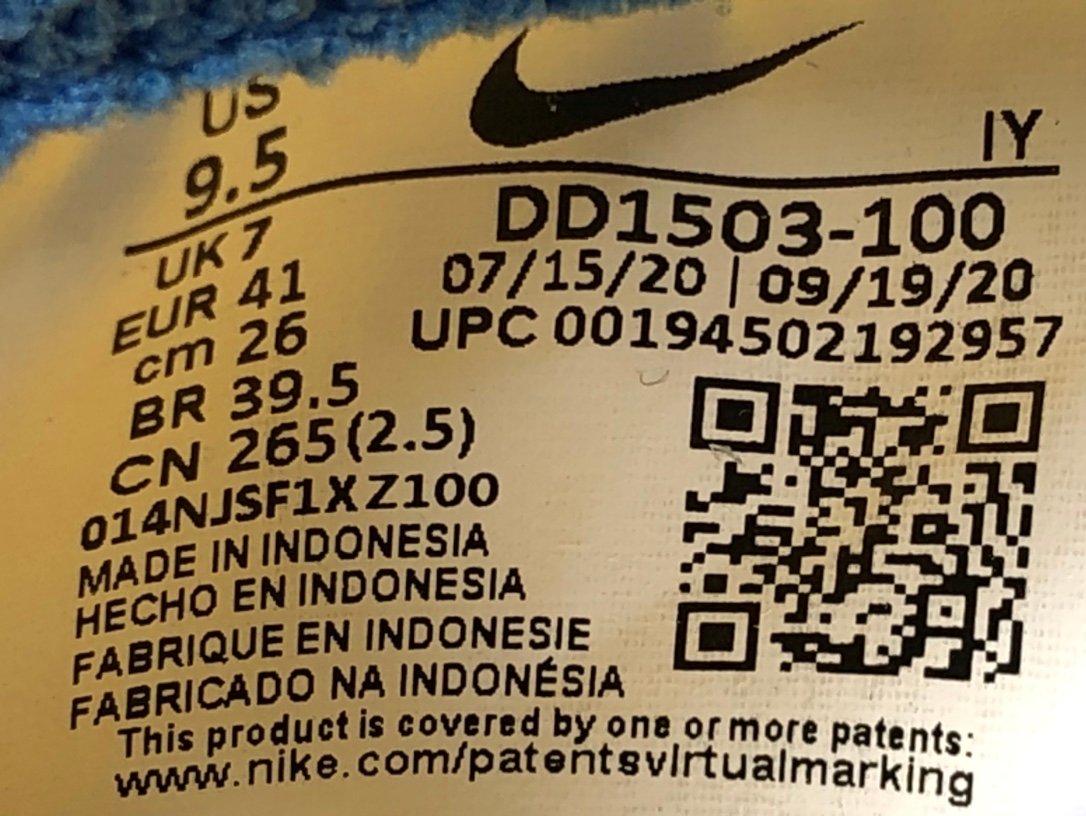 US
9.5
UK 7
EUR 41
cm 26
BR 39.5
CN 265(2.5)
014NJSF1XZ100
MADE IN INDONESIA
HECHO EN INDONESIA
FABRIQUE EN INDONESIE
FABRICADO NA INDONÉSIA
This product is covered by one or more patents:
www.nike.com/patentsvirtualmarking
IY
DD1503-100
07/15/20 | 09/19/20
UPC 00194502192957